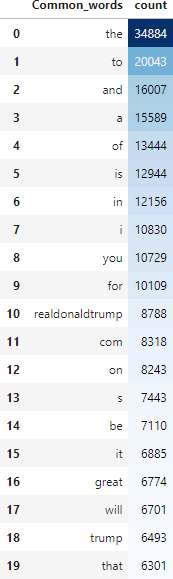 Common_words count
0 the 34884
1 to 20043
2 and 16007
3 a 15589
4 of 13444
5 is 12944
6 in 12156
7 i 10830
8 you 10729
9 for 10109
10 realdonaldtrump 8788
11 com 8318
12 on 8243
13 s 7443
14 be 7110
15 it 6885
16 great 6774
17 will 6701
18 trump 6493
19 that 6301